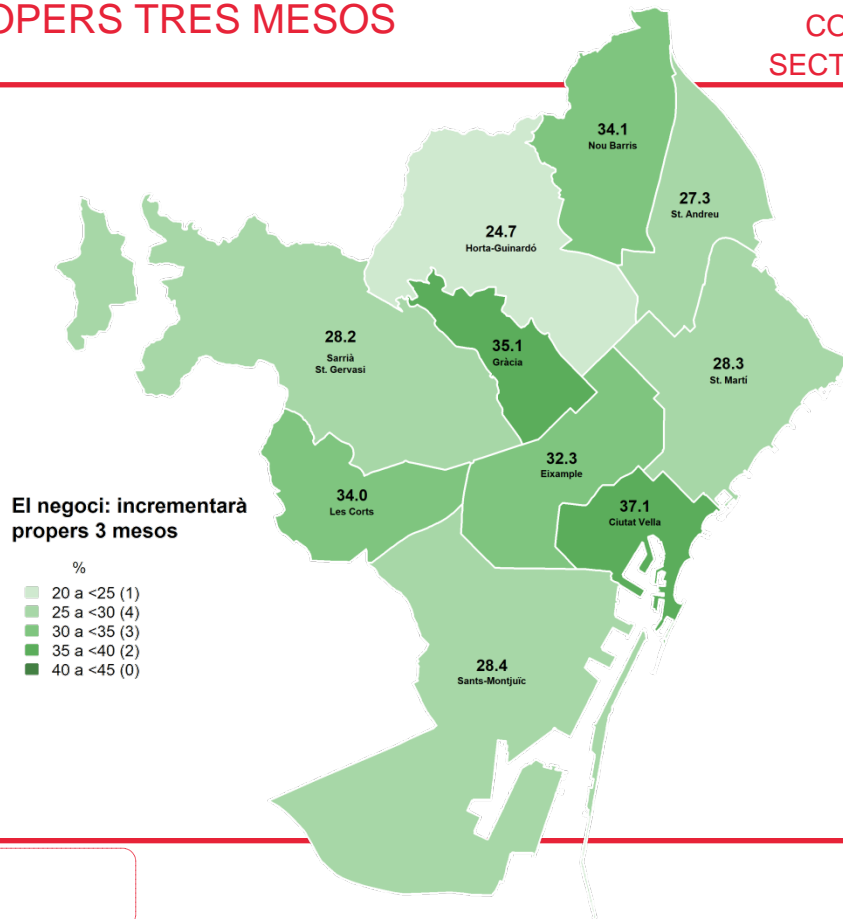 OPERS TRES MESOS
CO
SECT
34.1
Nou Barris
27.3
St. Andreu
24.7
Horta-Guinardó
28.2
Sarrià
St. Gervasi
35.1
Gràcia
28.3
St. Martí
32.3
Eixample
34.0
Les Corts
37.1
Ciutat Vella
28.4
Sants-Montjuïc
El negoci: incrementarà
propers 3 mesos
%
20 a <25 (1)
25 a <30 (4)
30 a <35 (3)
35 a <40 (2)
40 a <45 (0)